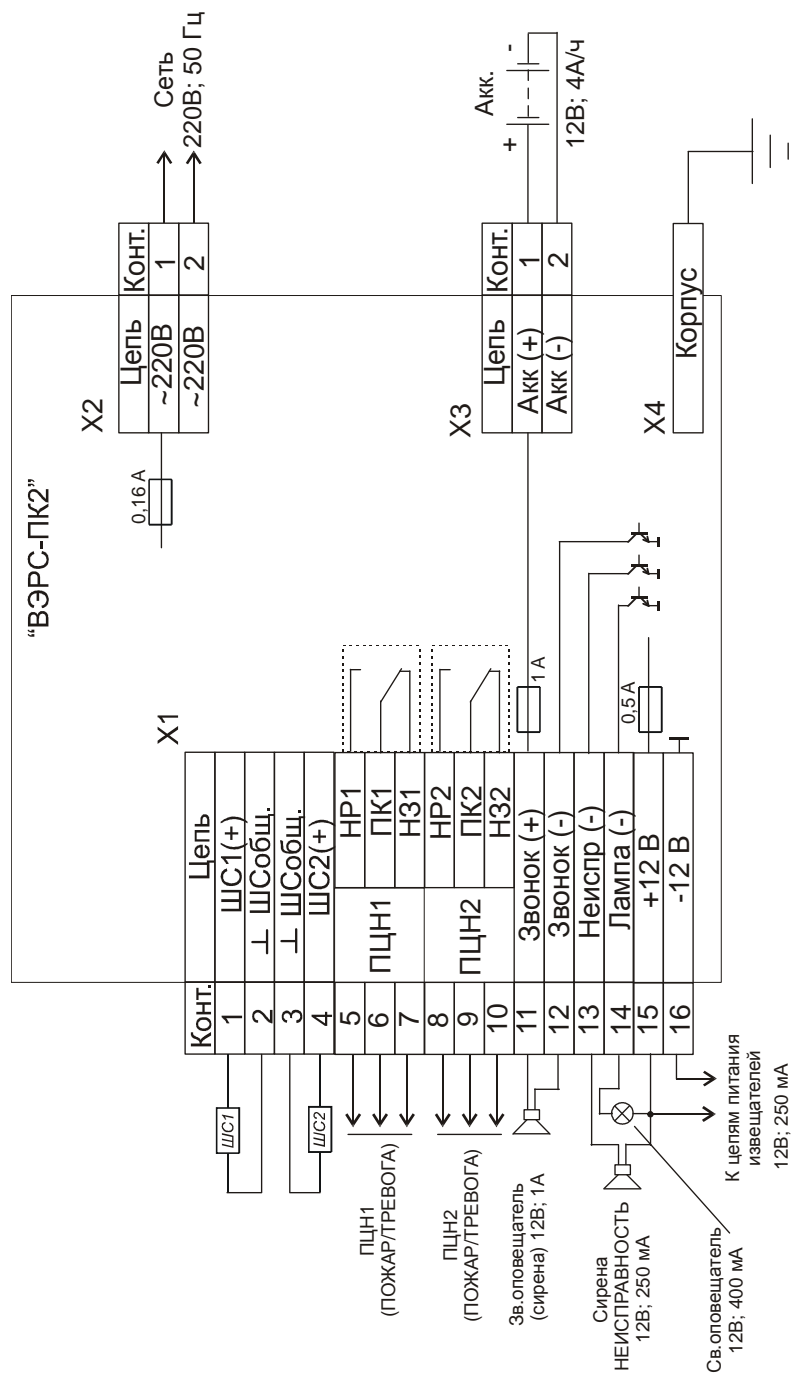 “ВЭРС-ПК2”
X1
Конт. Цепь
1 ШС1(+)
2 ⊥ ШСобщ.
3 ⊥ ШСобщ.
4 ШС2(+)
ПЦН1
5 НР1
6 ПК1
7 НЗ1
ПЦН2
8 НР2
9 ПК2
10 НЗ2
11 Звонок (+)
12 Звонок (-)
13 Неиспр (-)
14 Лампа (-)
15 +12 В
16 -12 В
ШС1
ШС2
ПЦН1
(ПОЖАР/ТРЕВОГА)
ПЦН2
(ПОЖАР/ТРЕВОГА)
Зв.оповещатель
(сирена) 12В; 1А
Сирена
НЕИСПРАВНОСТЬ
12В; 250 мА
Св.оповещатель
12В; 400 мА
К цепям питания
извещателей
12В; 250 мА
0,16 А
1 А
0,5 А
X2
Цепь Конт.
~220В 1
~220В 2
Сеть
220В; 50 Гц
X3
Цепь Конт.
Акк (+) 1
Акк (-) 2
Акк.
+ -
12В; 4А/ч
X4
Корпус